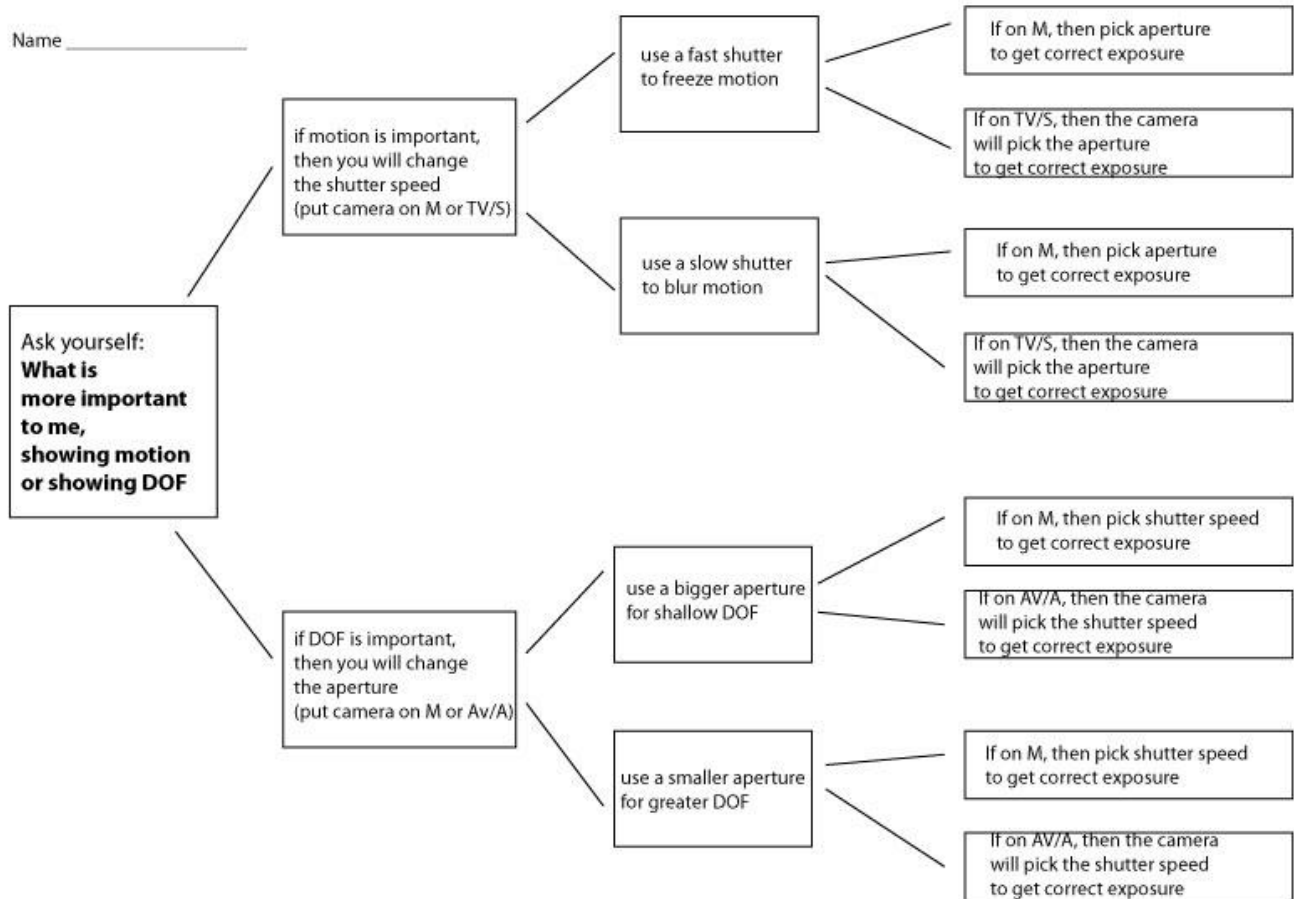 Name ____________________
Ask yourself:
What is
more important
to me,
showing motion
or showing DOF
if motion is important,
then you will change
the shutter speed
(put camera on M or TV/S)
use a fast shutter
to freeze motion
If on M, then pick aperture
to get correct exposure
If on TV/S, then the camera
will pick the aperture
to get correct exposure
use a slow shutter
to blur motion
If on M, then pick aperture
to get correct exposure
If on TV/S, then the camera
will pick the aperture
to get correct exposure
if DOF is important,
then you will change
the aperture
(put camera on M or Av/A)
use a bigger aperture
for shallow DOF
If on M, then pick shutter speed
to get correct exposure
If on AV/A, then the camera
will pick the shutter speed
to get correct exposure
use a smaller aperture
for greater DOF
If on M, then pick shutter speed
to get correct exposure
If on AV/A, then the camera
will pick the shutter speed
to get correct exposure